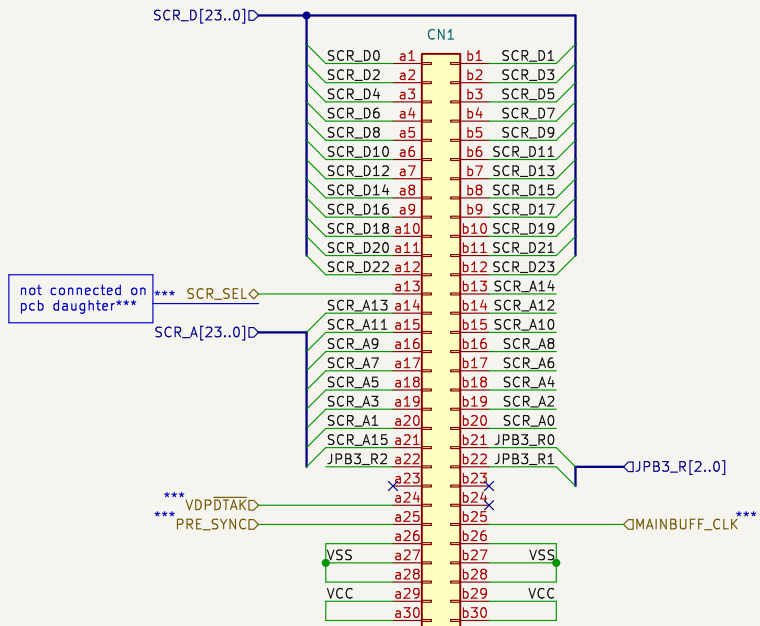 SCR_D[23..0]
CN1
SCR_D0 a1 b1 SCR_D1
SCR_D2 a2 b2 SCR_D3
SCR_D4 a3 b3 SCR_D5
SCR_D6 a4 b4 SCR_D7
SCR_D8 a5 b5 SCR_D9
SCR_D10 a6 b6 SCR_D11
SCR_D12 a7 b7 SCR_D13
SCR_D14 a8 b8 SCR_D15
SCR_D16 a9 b9 SCR_D17
SCR_D18 a10 b10 SCR_D19
SCR_D20 a11 b11 SCR_D21
SCR_D22 a12 b12 SCR_D23
not connected on
pcb daughter***
*** SCR_SEL a13 b13 SCR_A14
SCR_A13 a14 b14 SCR_A12
SCR_A[23..0] SCR_A11 a15 b15 SCR_A10
SCR_A9 a16 b16 SCR_A8
SCR_A7 a17 b17 SCR_A6
SCR_A5 a18 b18 SCR_A4
SCR_A3 a19 b19 SCR_A2
SCR_A1 a20 b20 SCR_A0
SCR_A15 a21 b21 JPB3_R0
JPB3_R2 a22 b22 JPB3_R1 JPB3_R[2..0]
a23 b23
***VDPDTAK a24 b24
***PRE_SYNC a25 b25 MAINBUFF_CLK***
a26 b26
VSS a27 b27 VSS
a28 b28
VCC a29 b29 VCC
a30 b30